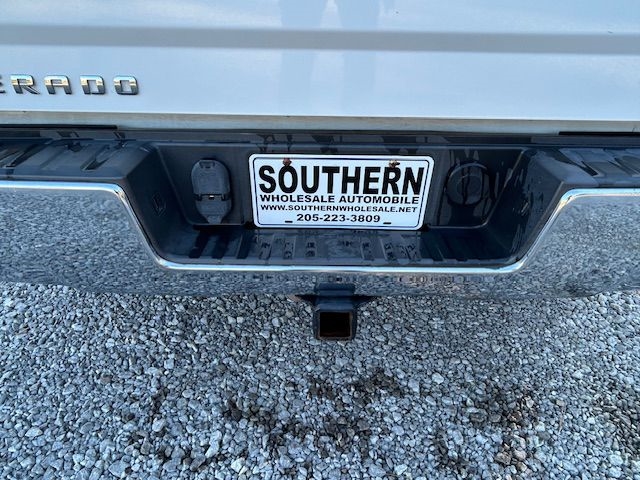 ERADO
SOUTHERN
WHOLESALE AUTOMOBILE
WWW.SOUTHERNWHOLESALE.NET
205-223-3809